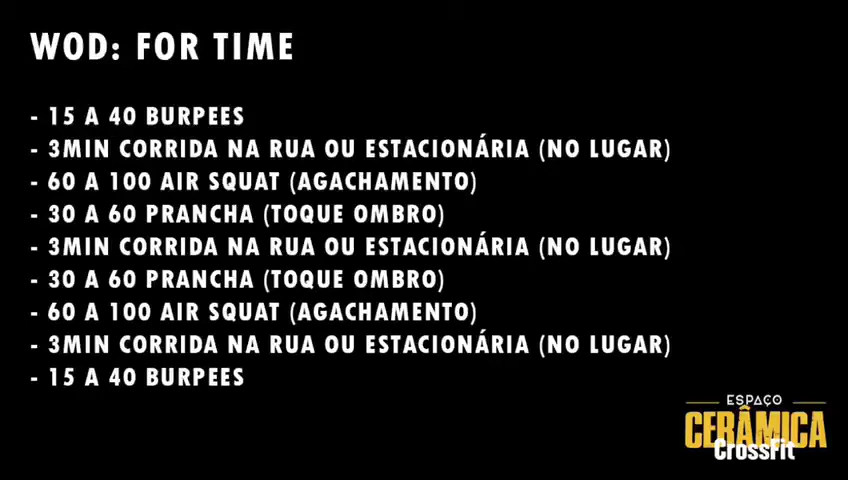 WOD: FOR TIME
- 15 A 40 BURPEES
- 3MIN CORRIDA NA RUA OU ESTACIONÁRIA (NO LUGAR)
- 60 A 100 AIR SQUAT (AGACHAMENTO)
- 30 A 60 PRANCHA (TOQUE OMBRO)
- 3MIN CORRIDA NA RUA OU ESTACIONÁRIA (NO LUGAR)
- 30 A 60 PRANCHA (TOQUE OMBRO)
- 60 A 100 AIR SQUAT (AGACHAMENTO)
- 3MIN CORRIDA NA RUA OU ESTACIONÁRIA (NO LUGAR)
- 15 A 40 BURPEES
ESPAÇO
CERÂMICA
CrossFit